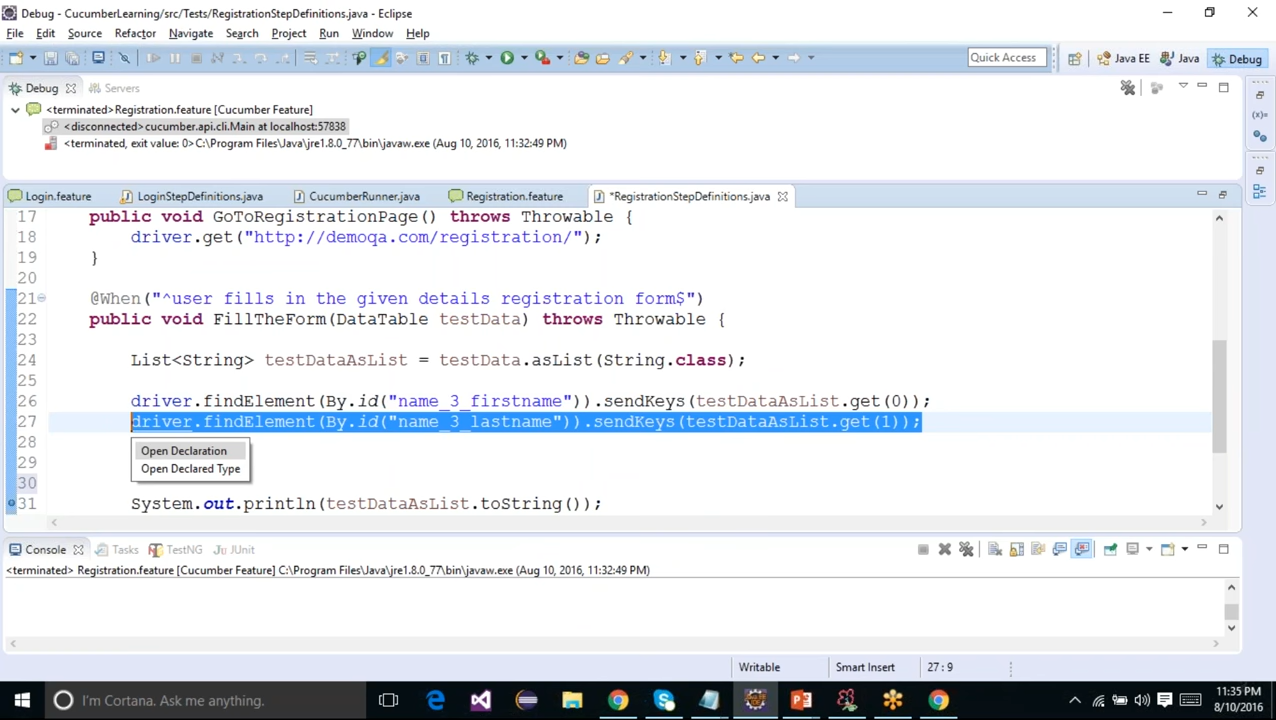 Debug - CucumberLearning/src/Tests/RegistrationStepDefinitions.java - Eclipse
File Edit Source Refactor Navigate Search Project Run Window Help
Quick Access Java EE Java Debug
Debug Servers
<terminated>Registration.feature [Cucumber Feature]
<disconnected>cucumber.api.cli.Main at localhost:57838
<terminated, exit value: 0>C:\Program Files\Java\jre1.8.0_77\bin\javaw.exe (Aug 10, 2016, 11:32:49 PM)
Login.feature LoginStepDefinitions.java CucumberRunner.java Registration.feature *RegistrationStepDefinitions.java
17 public void GoToRegistrationPage() throws Throwable {
18 driver.get("http://demoqa.com/registration/");
19 }
20
21 @When("^user fills in the given details registration form$")
22 public void FillTheForm(DataTable testData) throws Throwable {
23
24 List<String> testDataAsList = testData.asList(String.class);
25
26 driver.findElement(By.id("name_3_firstname")).sendKeys(testDataAsList.get(0));
27 driver.findElement(By.id("name_3_lastname")).sendKeys(testDataAsList.get(1));
28 Open Declaration
29 Open Declared Type
30
31 System.out.println(testDataAsList.toString());
Console Tasks TestNG JUnit
<terminated> Registration.feature [Cucumber Feature] C:\Program Files\Java\jre1.8.0_77\bin\javaw.exe (Aug 10, 2016, 11:32:49 PM)
Writable Smart Insert 27 : 9
I'm Cortana. Ask me anything. 11:35 PM
8/10/2016